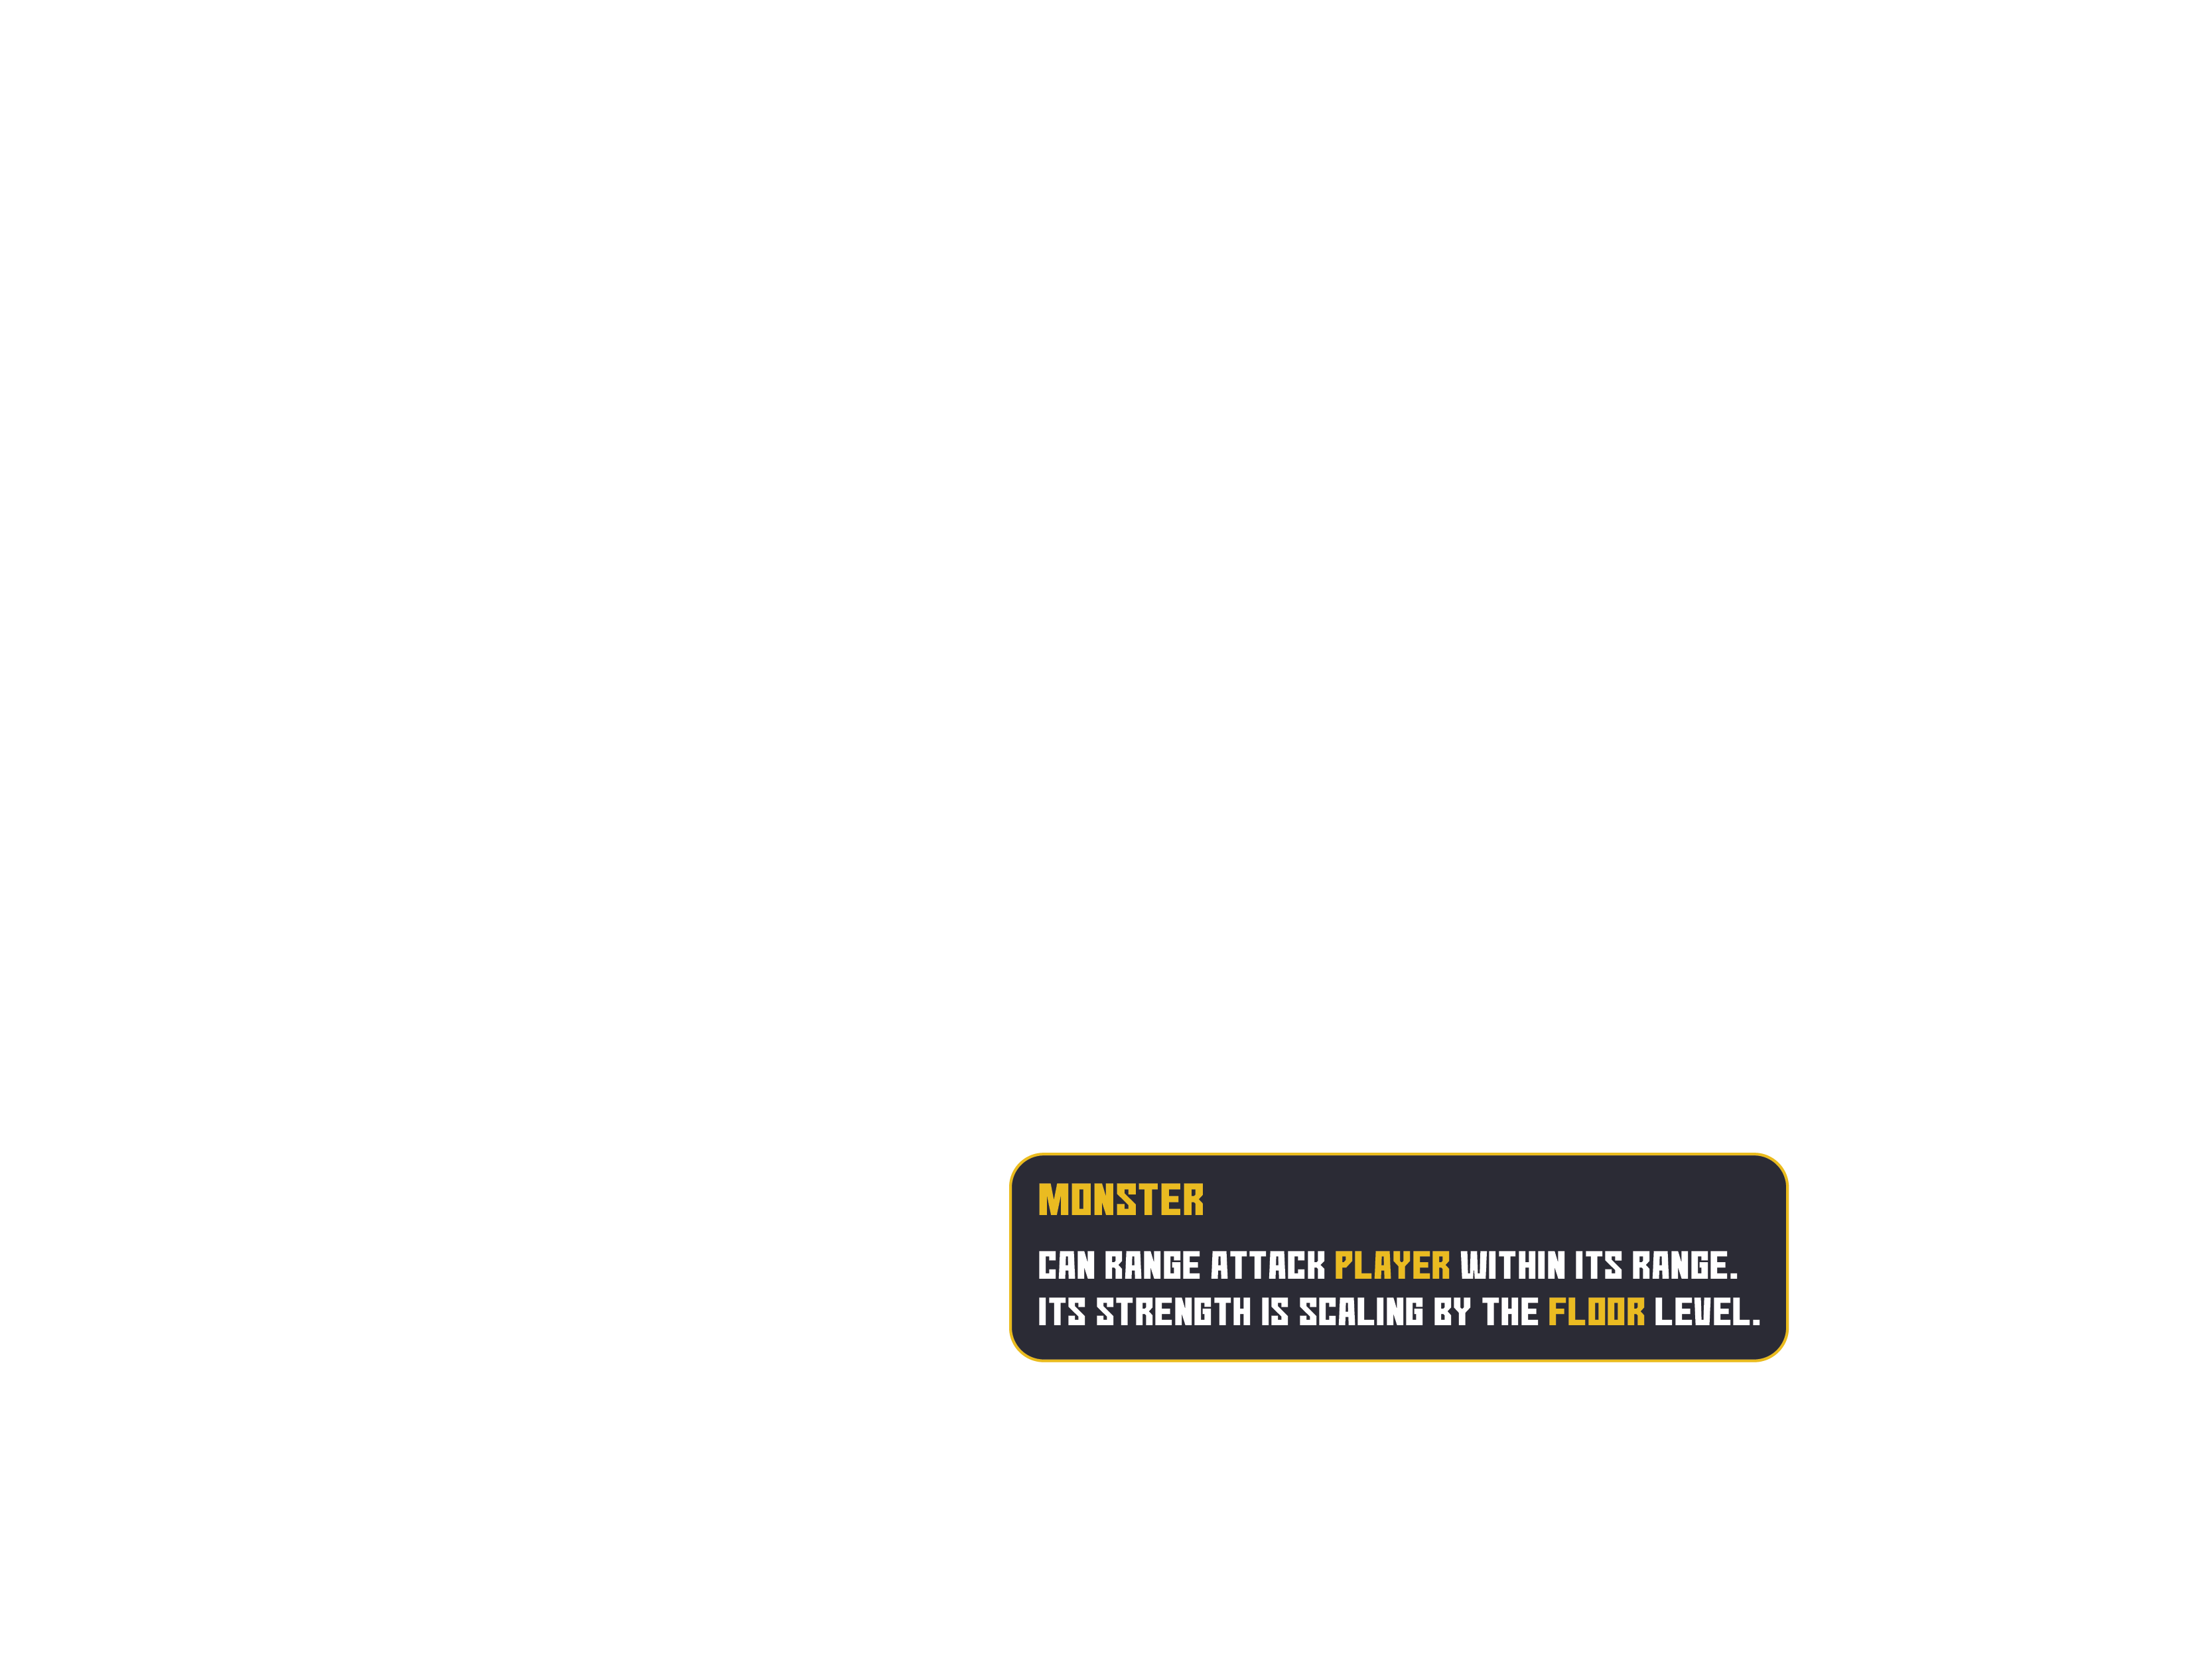 MONSTER
CAN RANGE ATTACK PLAYER WITHIN ITS RANGE.
ITS STRENGTH IS SCALING BY THE FLOOR LEVEL.